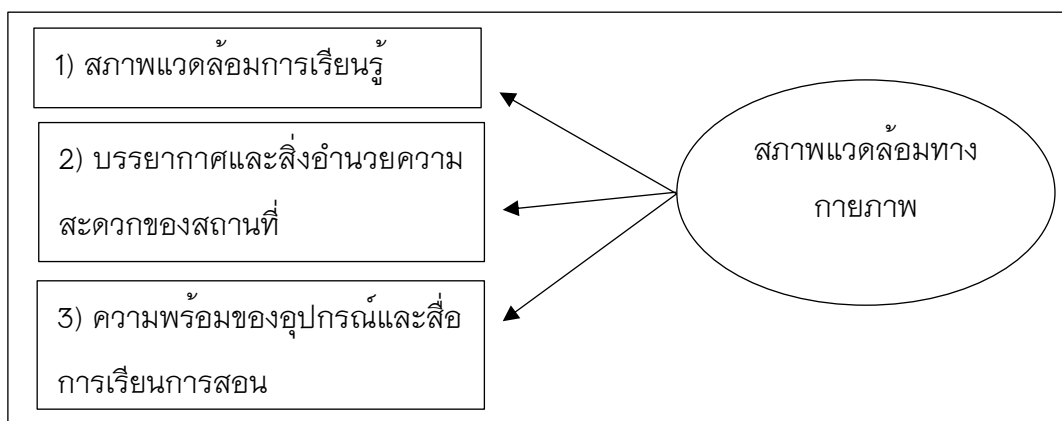 1) สภาพแวดล้อมการเรียนรู้
2) บรรยากาศและสิ่งอำนวยความ
สะดวกของสถานที่
3) ความพร้อมของอุปกรณ์และสื่อ
การเรียนการสอน
สภาพแวดล้อมทาง
กายภาพ